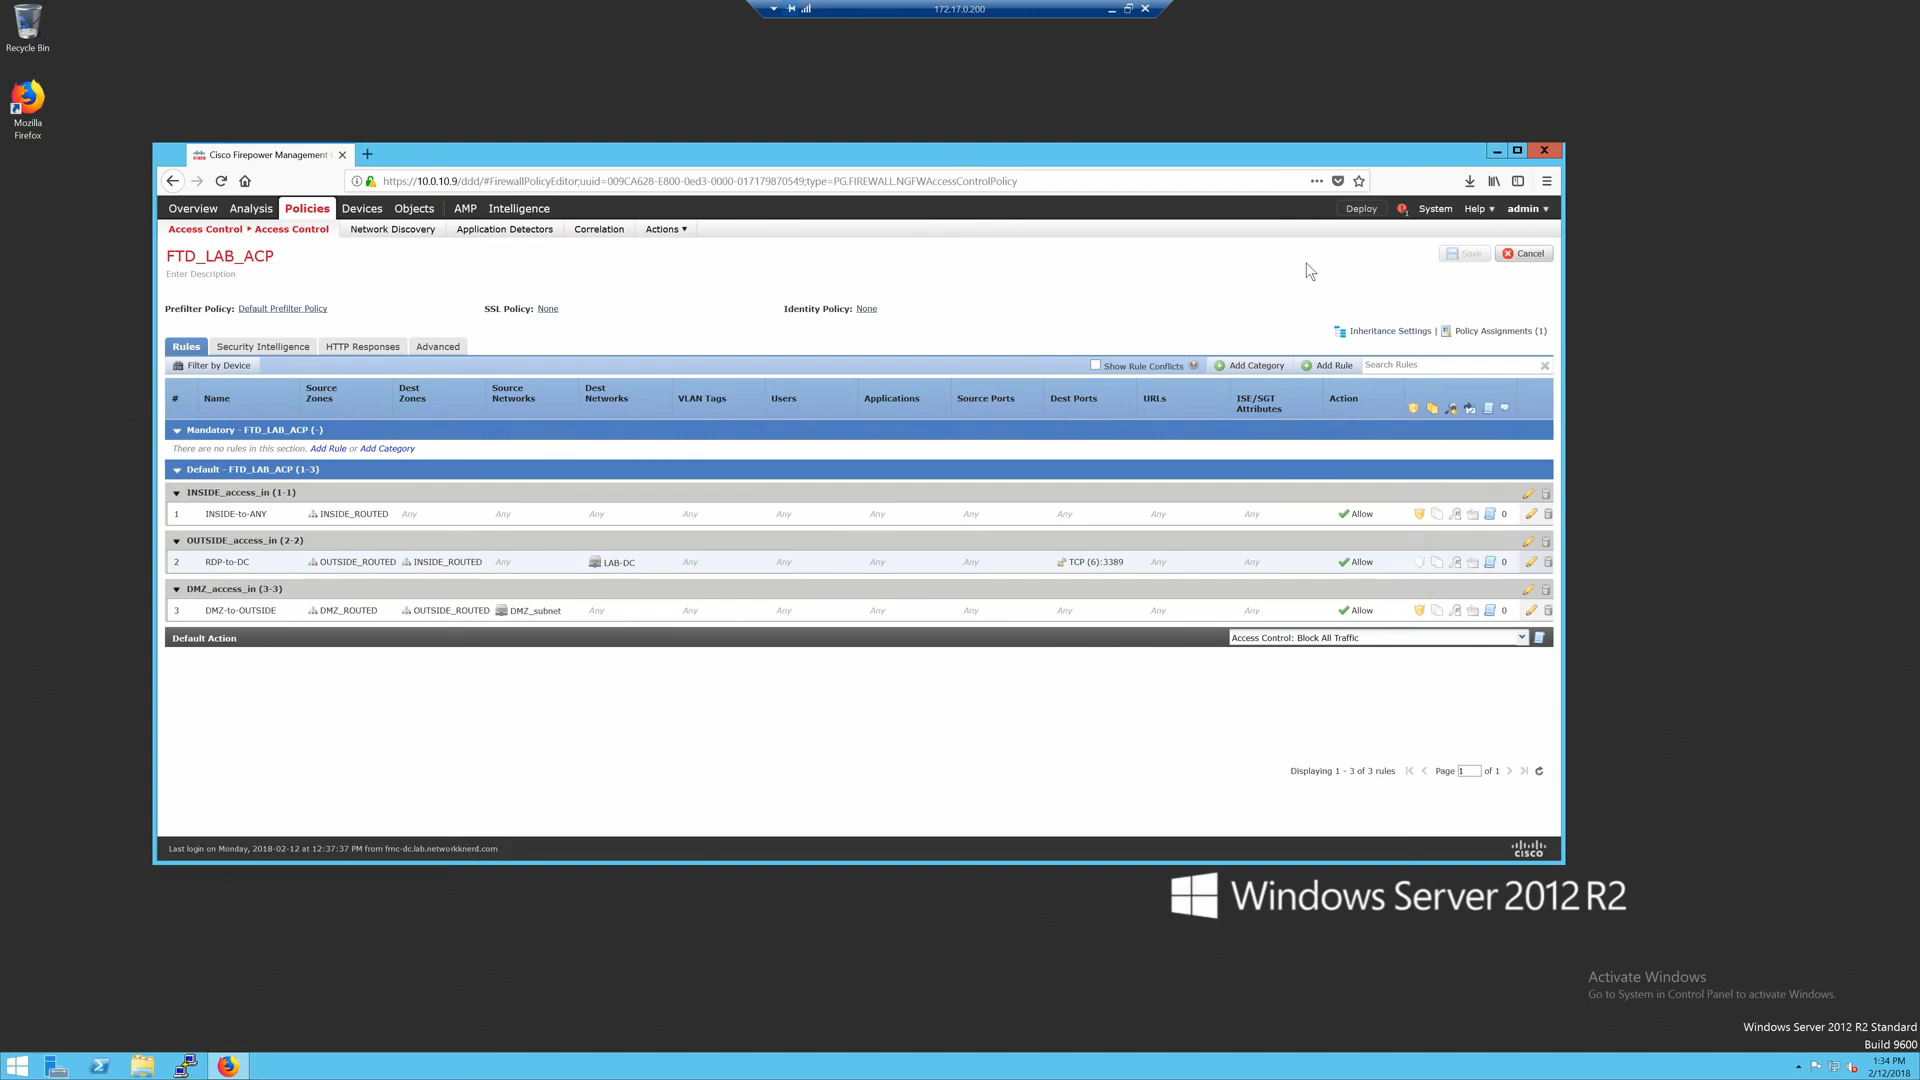 172.17.0.200
Recycle Bin
Mozilla
Firefox
Cisco Firepower Management
https://10.0.10.9/ddd/#FirewallPolicyEditor;uuid=009CA628-E800-0ed3-0000-017179870549;type=PG.FIREWALL.NGFWAccessControlPolicy
Overview Analysis Policies Devices Objects AMP Intelligence Deploy 1 System Help admin
Access Control Access Control Network Discovery Application Detectors Correlation Actions
FTD_LAB_ACP Save Cancel
Enter Description
Prefilter Policy: Default Prefilter Policy SSL Policy: None Identity Policy: None
Inheritance Settings | Policy Assignments (1)
Rules Security Intelligence HTTP Responses Advanced
Filter by Device Show Rule Conflicts Add Category Add Rule Search Rules
# Name Source Zones Dest Zones Source Networks Dest Networks VLAN Tags Users Applications Source Ports Dest Ports URLs ISE/SGT Attributes Action
Mandatory - FTD_LAB_ACP (-)
There are no rules in this section. Add Rule or Add Category
Default - FTD_LAB_ACP (1-3)
INSIDE_access_in (1-1)
1 INSIDE-to-ANY INSIDE_ROUTED Any Any Any Any Any Any Any Any Any Any Allow 0
OUTSIDE_access_in (2-2)
2 RDP-to-DC OUTSIDE_ROUTED INSIDE_ROUTED Any LAB-DC Any Any Any Any TCP (6):3389 Any Any Allow 0
DMZ_access_in (3-3)
3 DMZ-to-OUTSIDE DMZ_ROUTED OUTSIDE_ROUTED DMZ_subnet Any Any Any Any Any Any Any Any Allow 0
Default Action Access Control: Block All Traffic
Displaying 1 - 3 of 3 rules Page 1 of 1
Last login on Monday, 2018-02-12 at 12:37:37 PM from fmc-dc.lab.networkknerd.com
cisco
Windows Server 2012 R2
Activate Windows
Go to System in Control Panel to activate Windows.
Windows Server 2012 R2 Standard
Build 9600
1:34 PM
2/12/2018